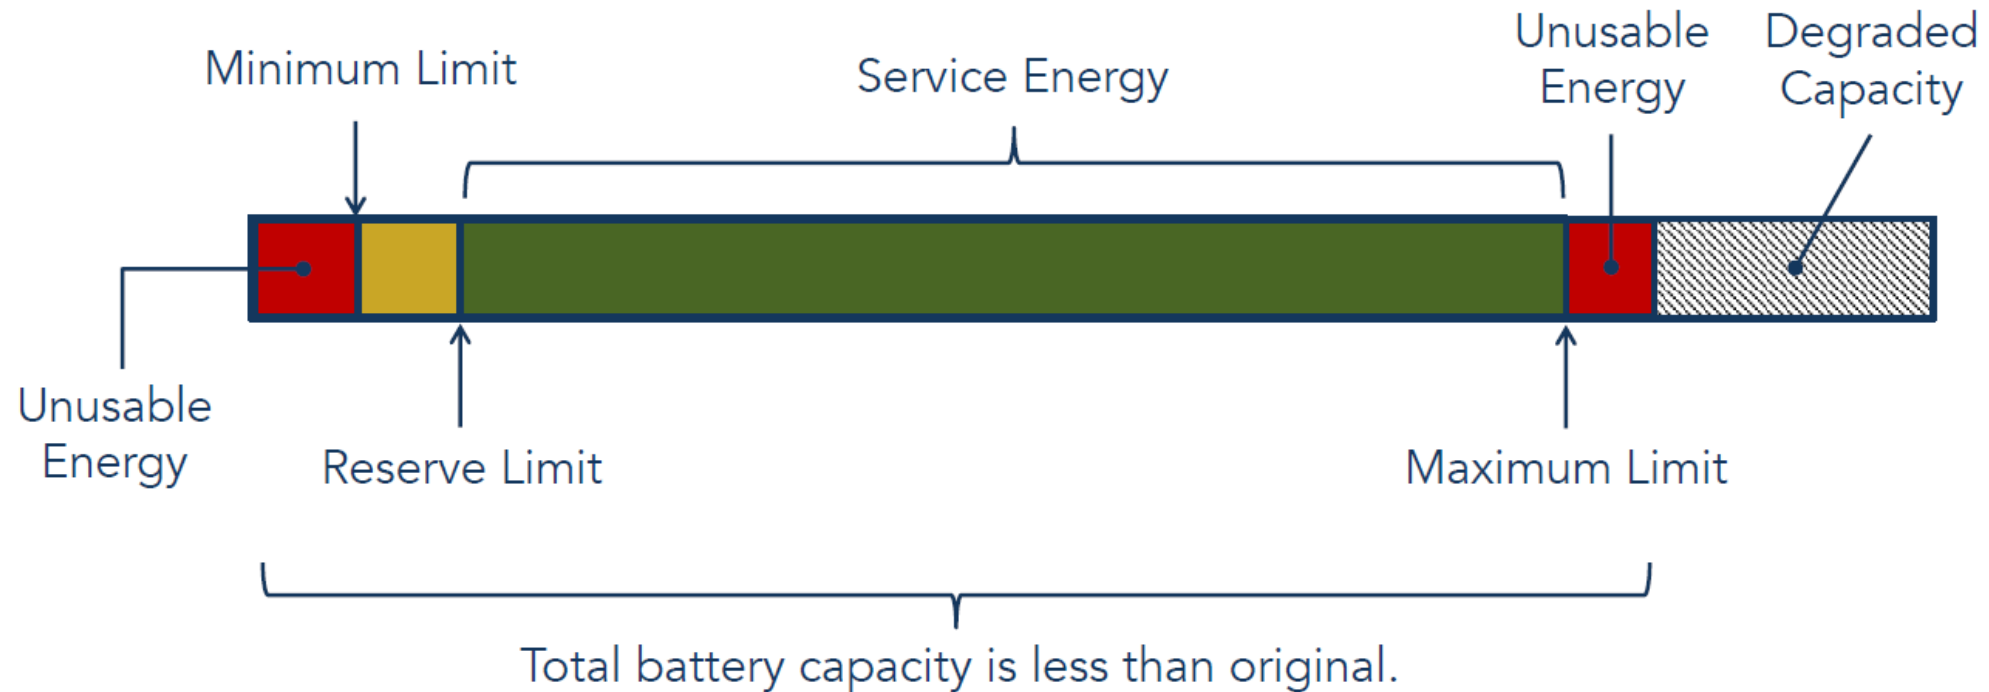 Minimum Limit
Service Energy
Unusable
Energy
Degraded
Capacity
Unusable
Energy
Reserve Limit
Maximum Limit
Total battery capacity is less than original.